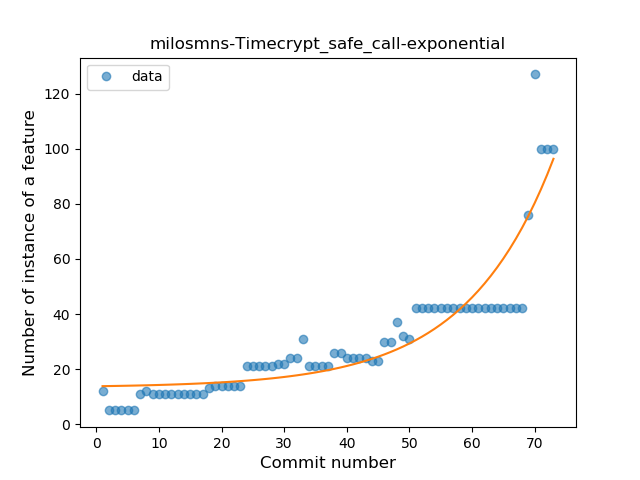 milosmns-Timecrypt_safe_call-exponential
data
Number of instance of a feature
120
100
80
60
40
20
0
0 10 20 30 40 50 60 70
Commit number